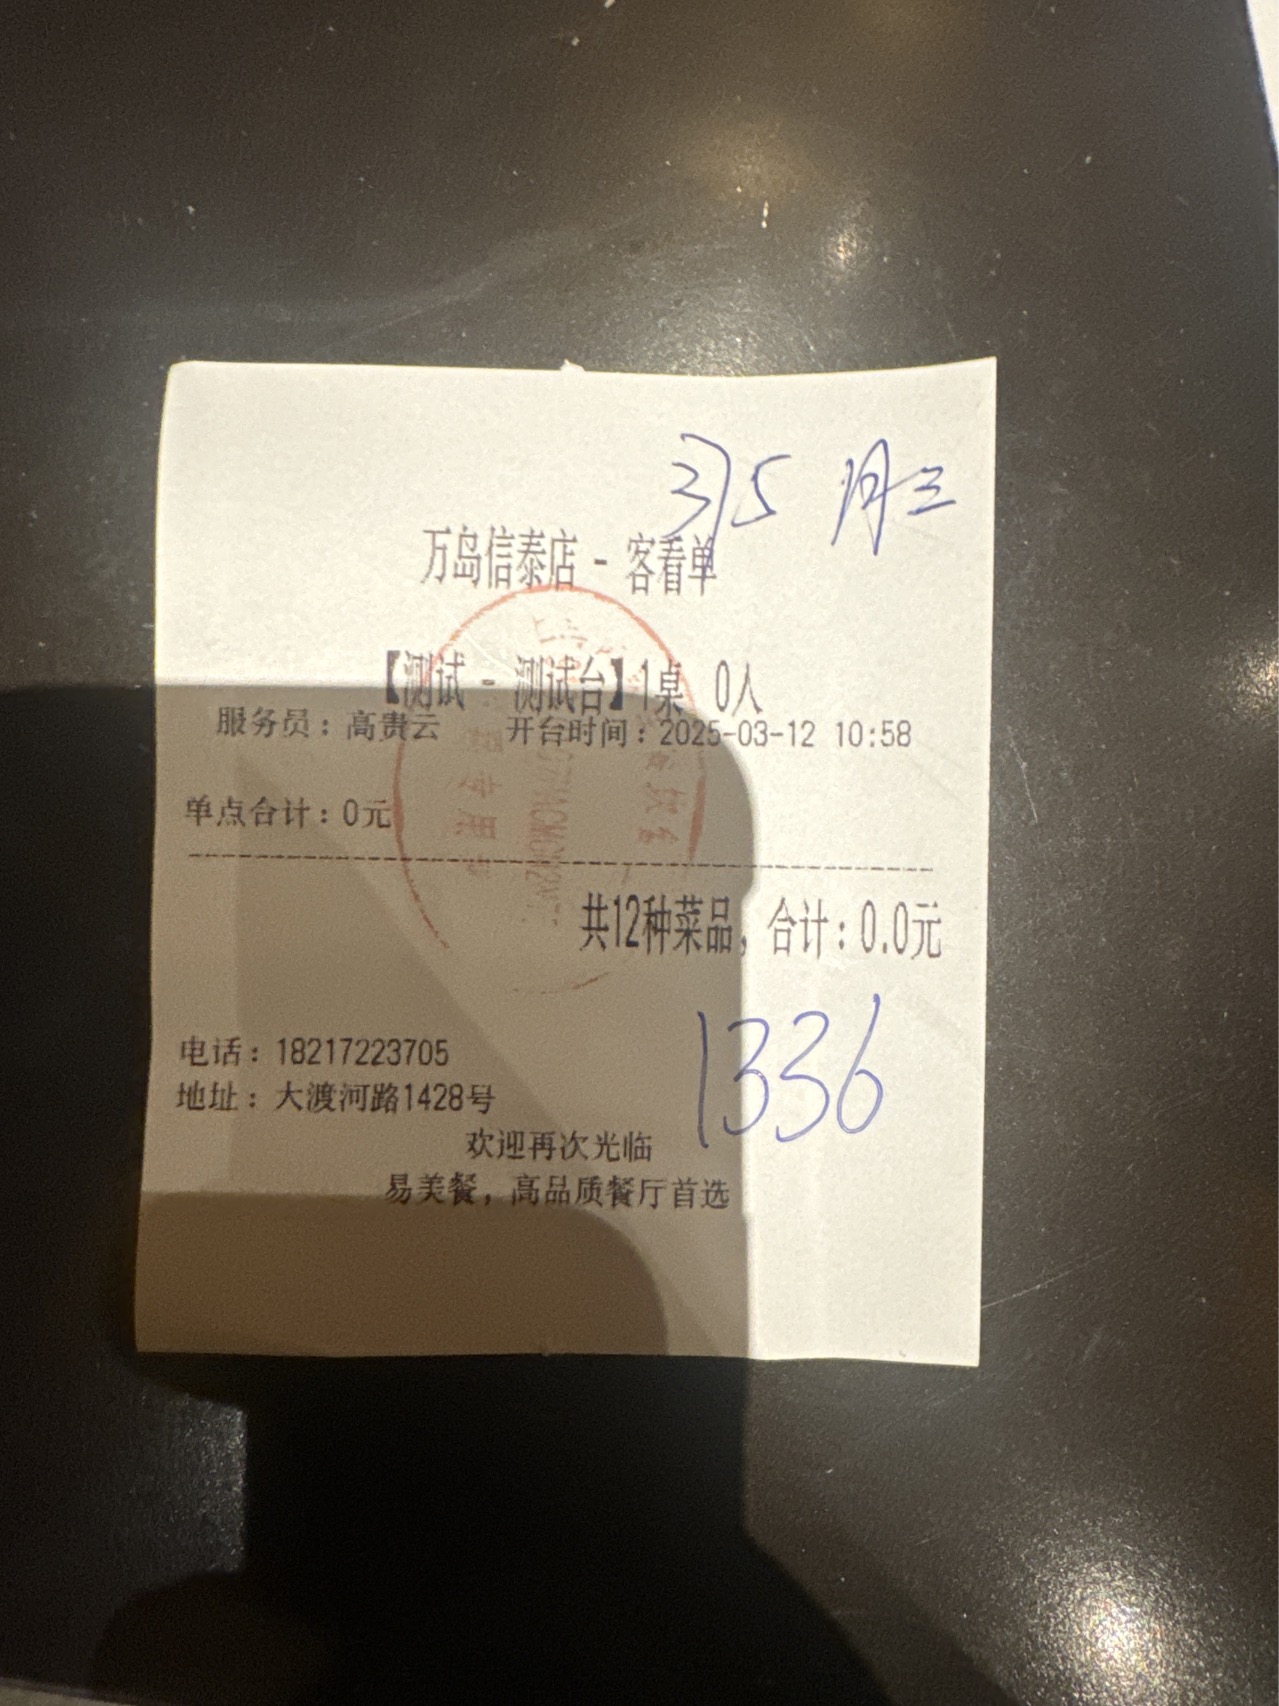 3/5 周三
万岛信泰店 - 客看单
【测试 - 测试台】1桌 0人
服务员：高贵云 开台时间：2025-03-12 10:58
单点合计：0元
共12种菜品，合计：0.0元
1336
电话：18217223705
地址：大渡河路1428号
欢迎再次光临
易美餐，高品质餐厅首选